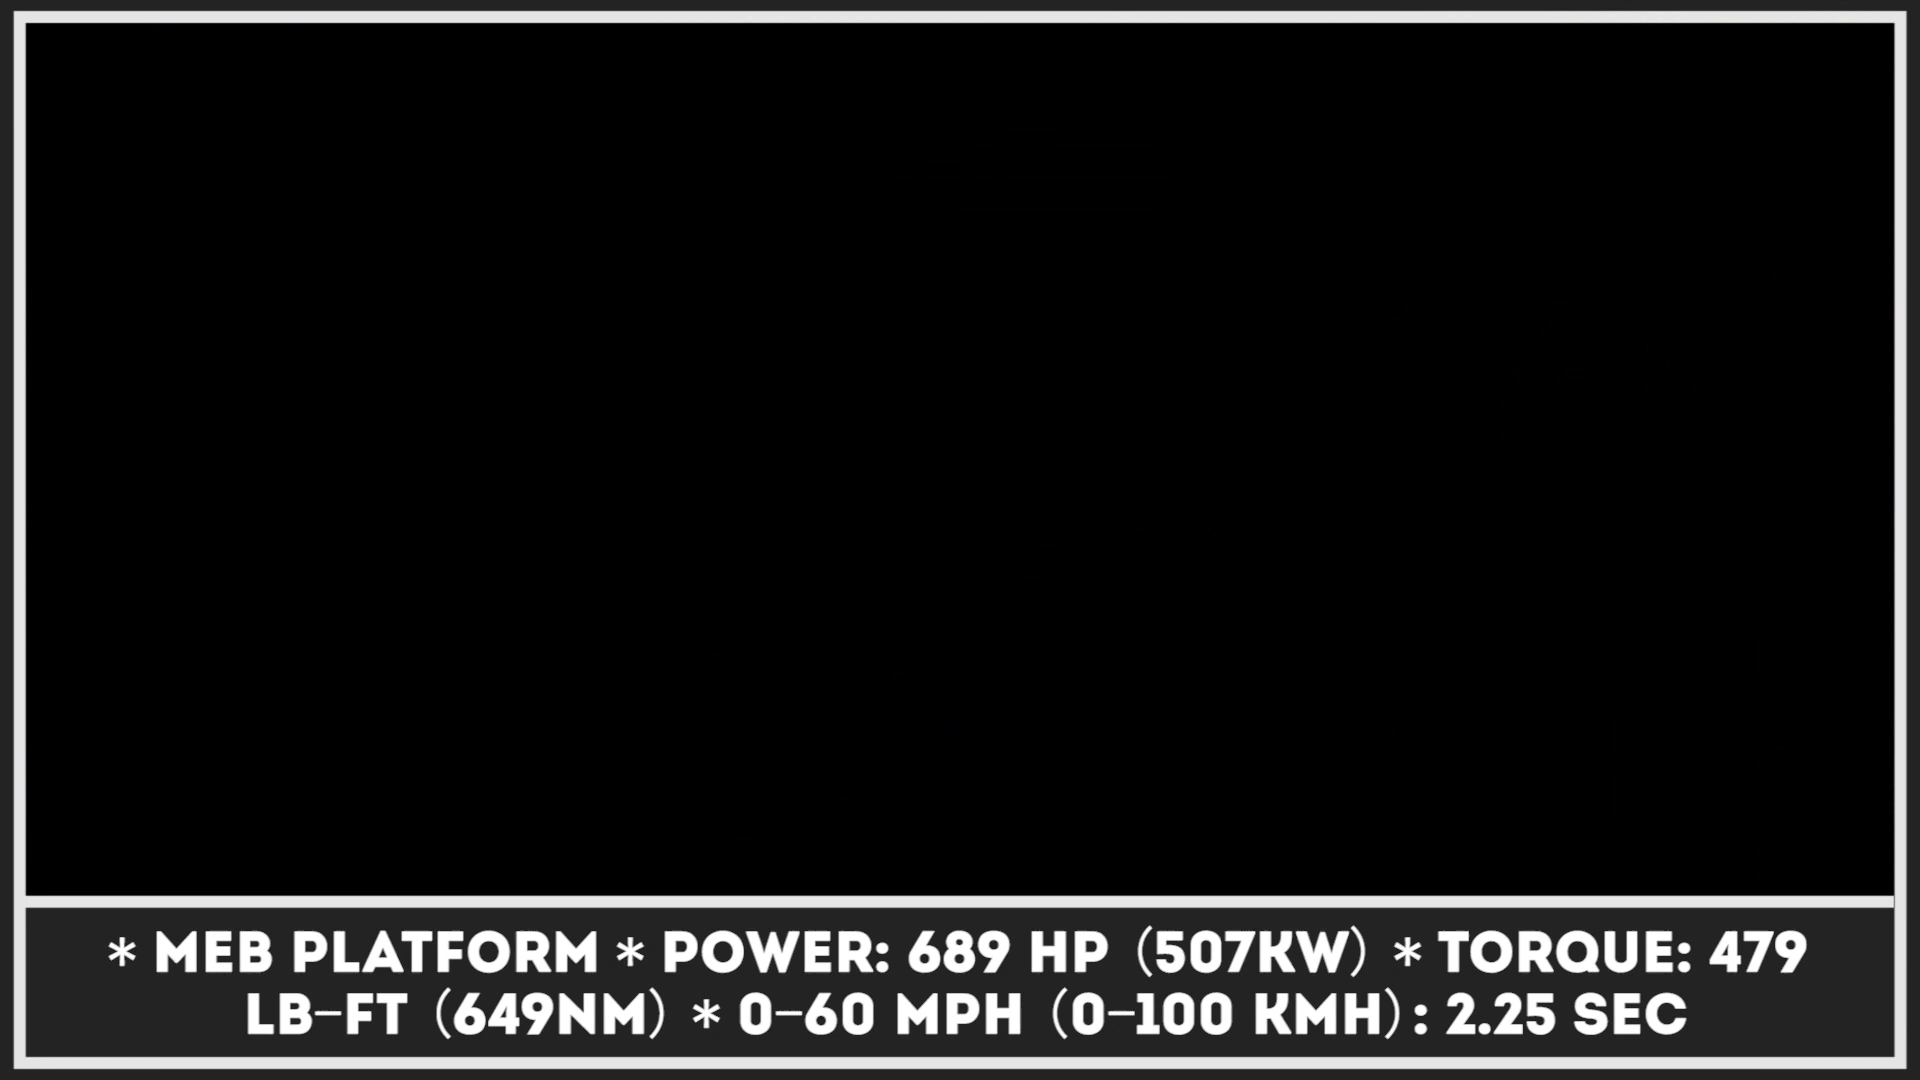 * MEB PLATFORM * POWER: 689 HP (507KW) * TORQUE: 479
LB-FT (649NM) * 0-60 MPH (0-100 KMH): 2.25 SEC